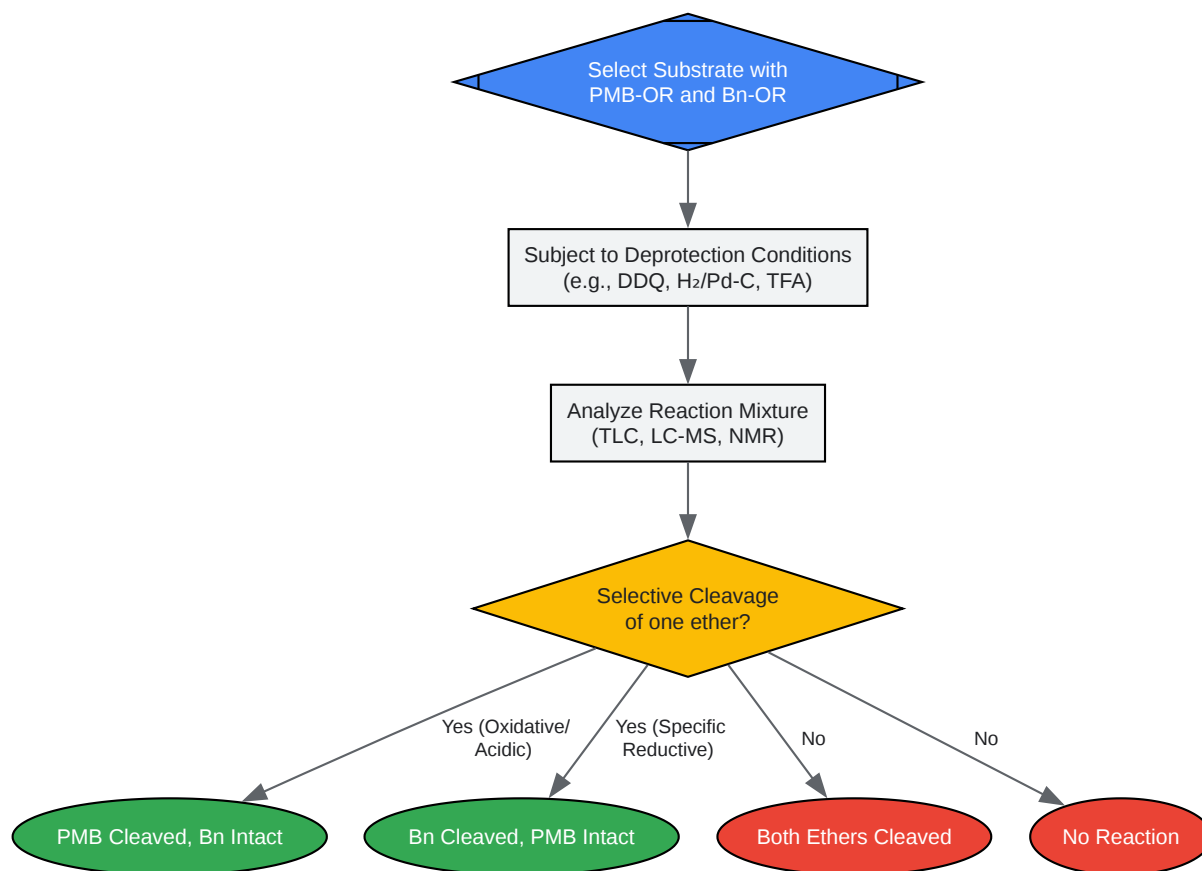 Select Substrate with
PMB-OR and Bn-OR
Subject to Deprotection Conditions
(e.g., DDQ, H₂/Pd-C, TFA)
Analyze Reaction Mixture
(TLC, LC-MS, NMR)
Selective Cleavage
of one ether?
Yes (Oxidative/
Acidic)
Yes (Specific
Reductive)
No
No
PMB Cleaved, Bn Intact
Bn Cleaved, PMB Intact
Both Ethers Cleaved
No Reaction